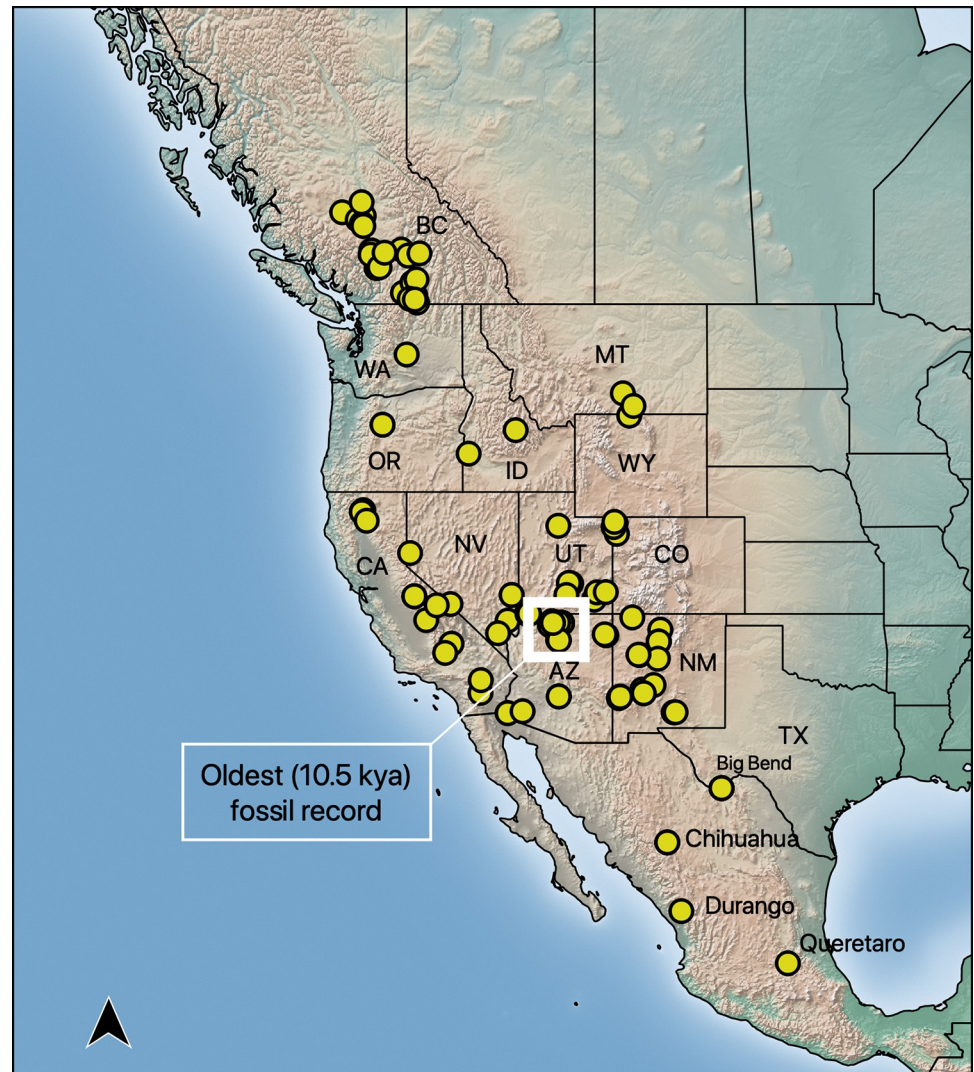 BC
WA
MT
OR
ID
WY
NV
UT
CO
CA
AZ
NM
TX
Big Bend
Oldest (10.5 kya)
fossil record
Chihuahua
Durango
Queretaro